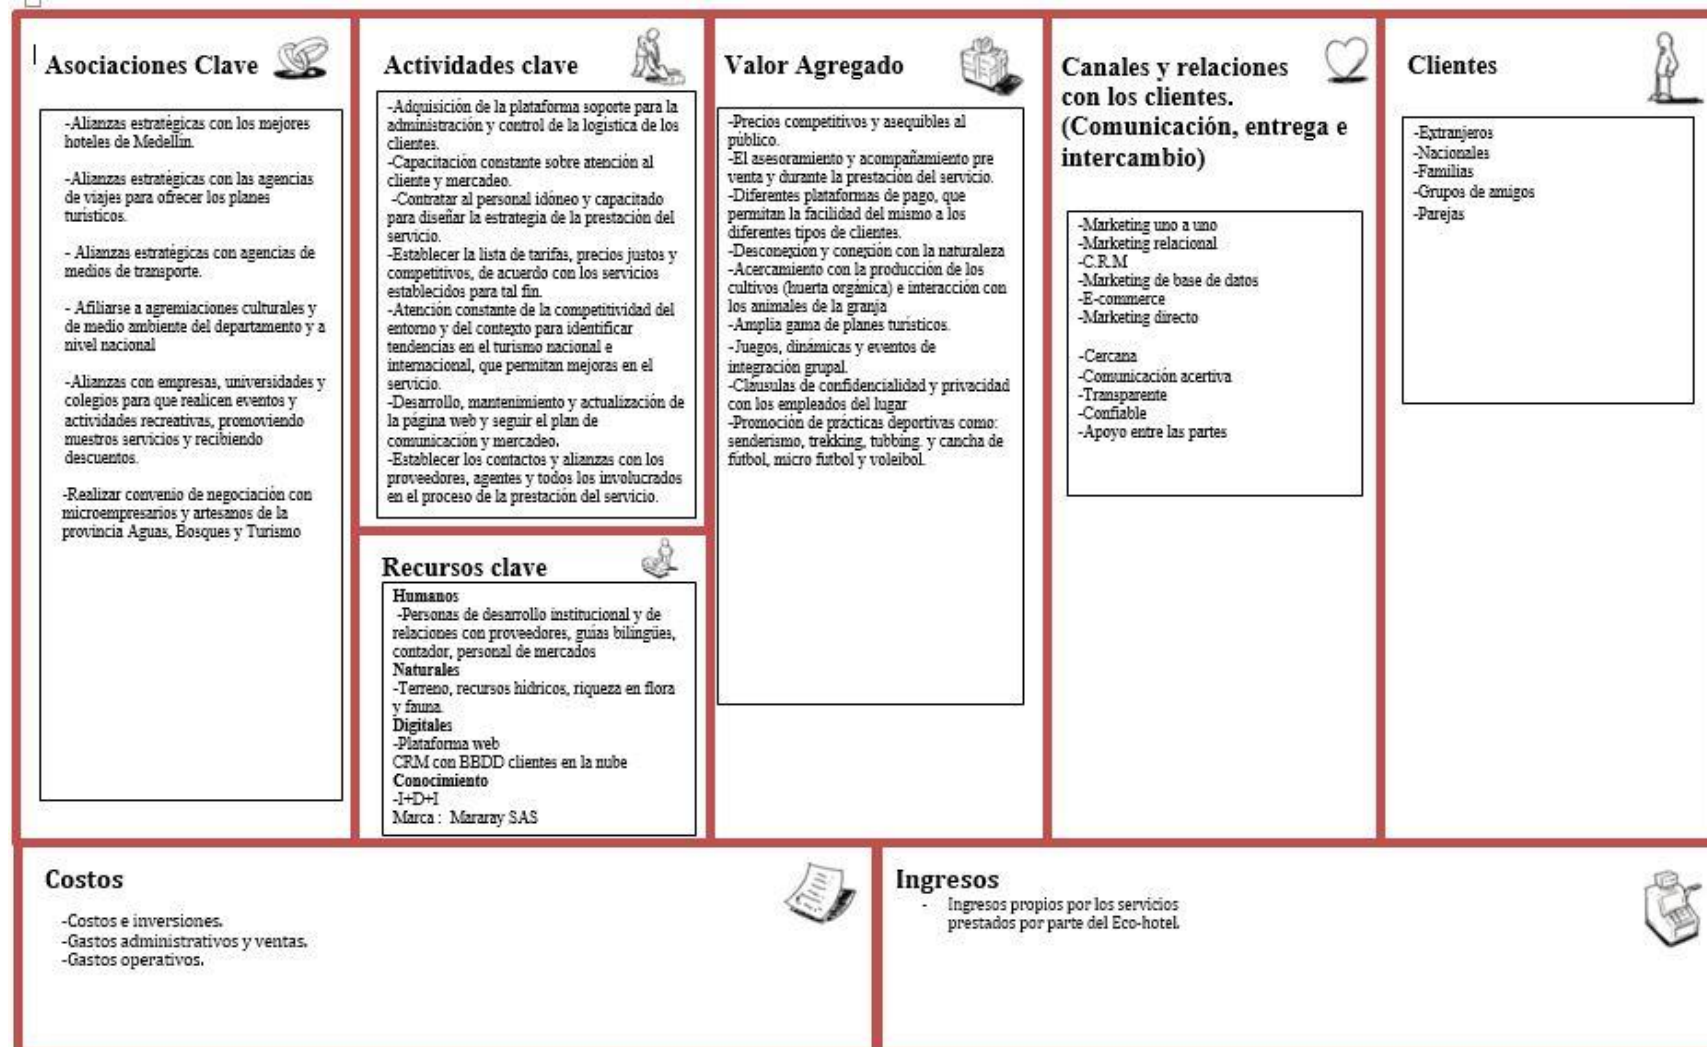 Asociaciones Clave
-Alianzas estratégicas con los mejores
hoteles de Medellín.
-Alianzas estratégicas con las agencias
de viajes para ofrecer los planes
turísticos.
- Alianzas estratégicas con agencias de
medios de transporte.
- Afiliarse a agremiaciones culturales y
de medio ambiente del departamento y a
nivel nacional
-Alianzas con empresas, universidades y
colegios para que realicen eventos y
actividades recreativas, promoviendo
nuestros servicios y recibiendo
descuentos.
-Realizar convenio de negociación con
microempresarios y artesanos de la
provincia Aguas, Bosques y Turismo
Actividades clave
-Adquisición de la plataforma soporte para la
administración y control de la logistica de los
clientes.
-Capacitación constante sobre atención al
cliente y mercadeo.
-Contratar al personal idóneo y capacitado
para diseñar la estrategia de la prestación del
servicio.
-Establecer la lista de tarifas, precios justos y
competitivos, de acuerdo con los servicios
establecidos para tal fin.
-Atención constante de la competitividad del
entorno y del contexto para identificar
tendencias en el turismo nacional e
internacional, que permitan mejoras en el
servicio.
-Desarrollo, mantenimiento y actualización de
la página web y seguir el plan de
comunicación y mercadeo.
-Establecer los contactos y alianzas con los
proveedores, agentes y todos los involucrados
en el proceso de la prestación del servicio.
Recursos clave
Humanos
-Personas de desarrollo institucional y de
relaciones con proveedores, guías bilingües,
contador, personal de mercados
Naturales
-Terreno, recursos hídricos, riqueza en flora
y fauna.
Digitales
-Plataforma web
CRM con BBDD clientes en la nube
Conocimiento
-I+D+I
Marca : Mararay SAS
Valor Agregado
-Precios competitivos y asequibles al
público.
-El asesoramiento y acompañamiento pre
venta y durante la prestación del servicio.
-Diferentes plataformas de pago, que
permitan la facilidad del mismo a los
diferentes tipos de clientes.
-Desconexión y conexión con la naturaleza
-Acercamiento con la producción de los
cultivos (huerta orgánica) e interacción con
los animales de la granja
-Amplia gama de planes turísticos.
-Juegos, dinámicas y eventos de
integración grupal.
-Cláusulas de confidencialidad y privacidad
con los empleados del lugar
-Promoción de prácticas deportivas como:
senderismo, trekking, tubbing. y cancha de
fútbol, micro futbol y voleibol.
Canales y relaciones
con los clientes.
(Comunicación, entrega e
intercambio)
-Marketing uno a uno
-Marketing relacional
-C.R.M
-Marketing de base de datos
-E-commerce
-Marketing directo
-Cercana
-Comunicación acertiva
-Transparente
-Confiable
-Apoyo entre las partes
Clientes
-Extranjeros
-Nacionales
-Familias
-Grupos de amigos
-Parejas
Costos
-Costos e inversiones.
-Gastos administrativos y ventas.
-Gastos operativos.
Ingresos
- Ingresos propios por los servicios
prestados por parte del Eco-hotel.